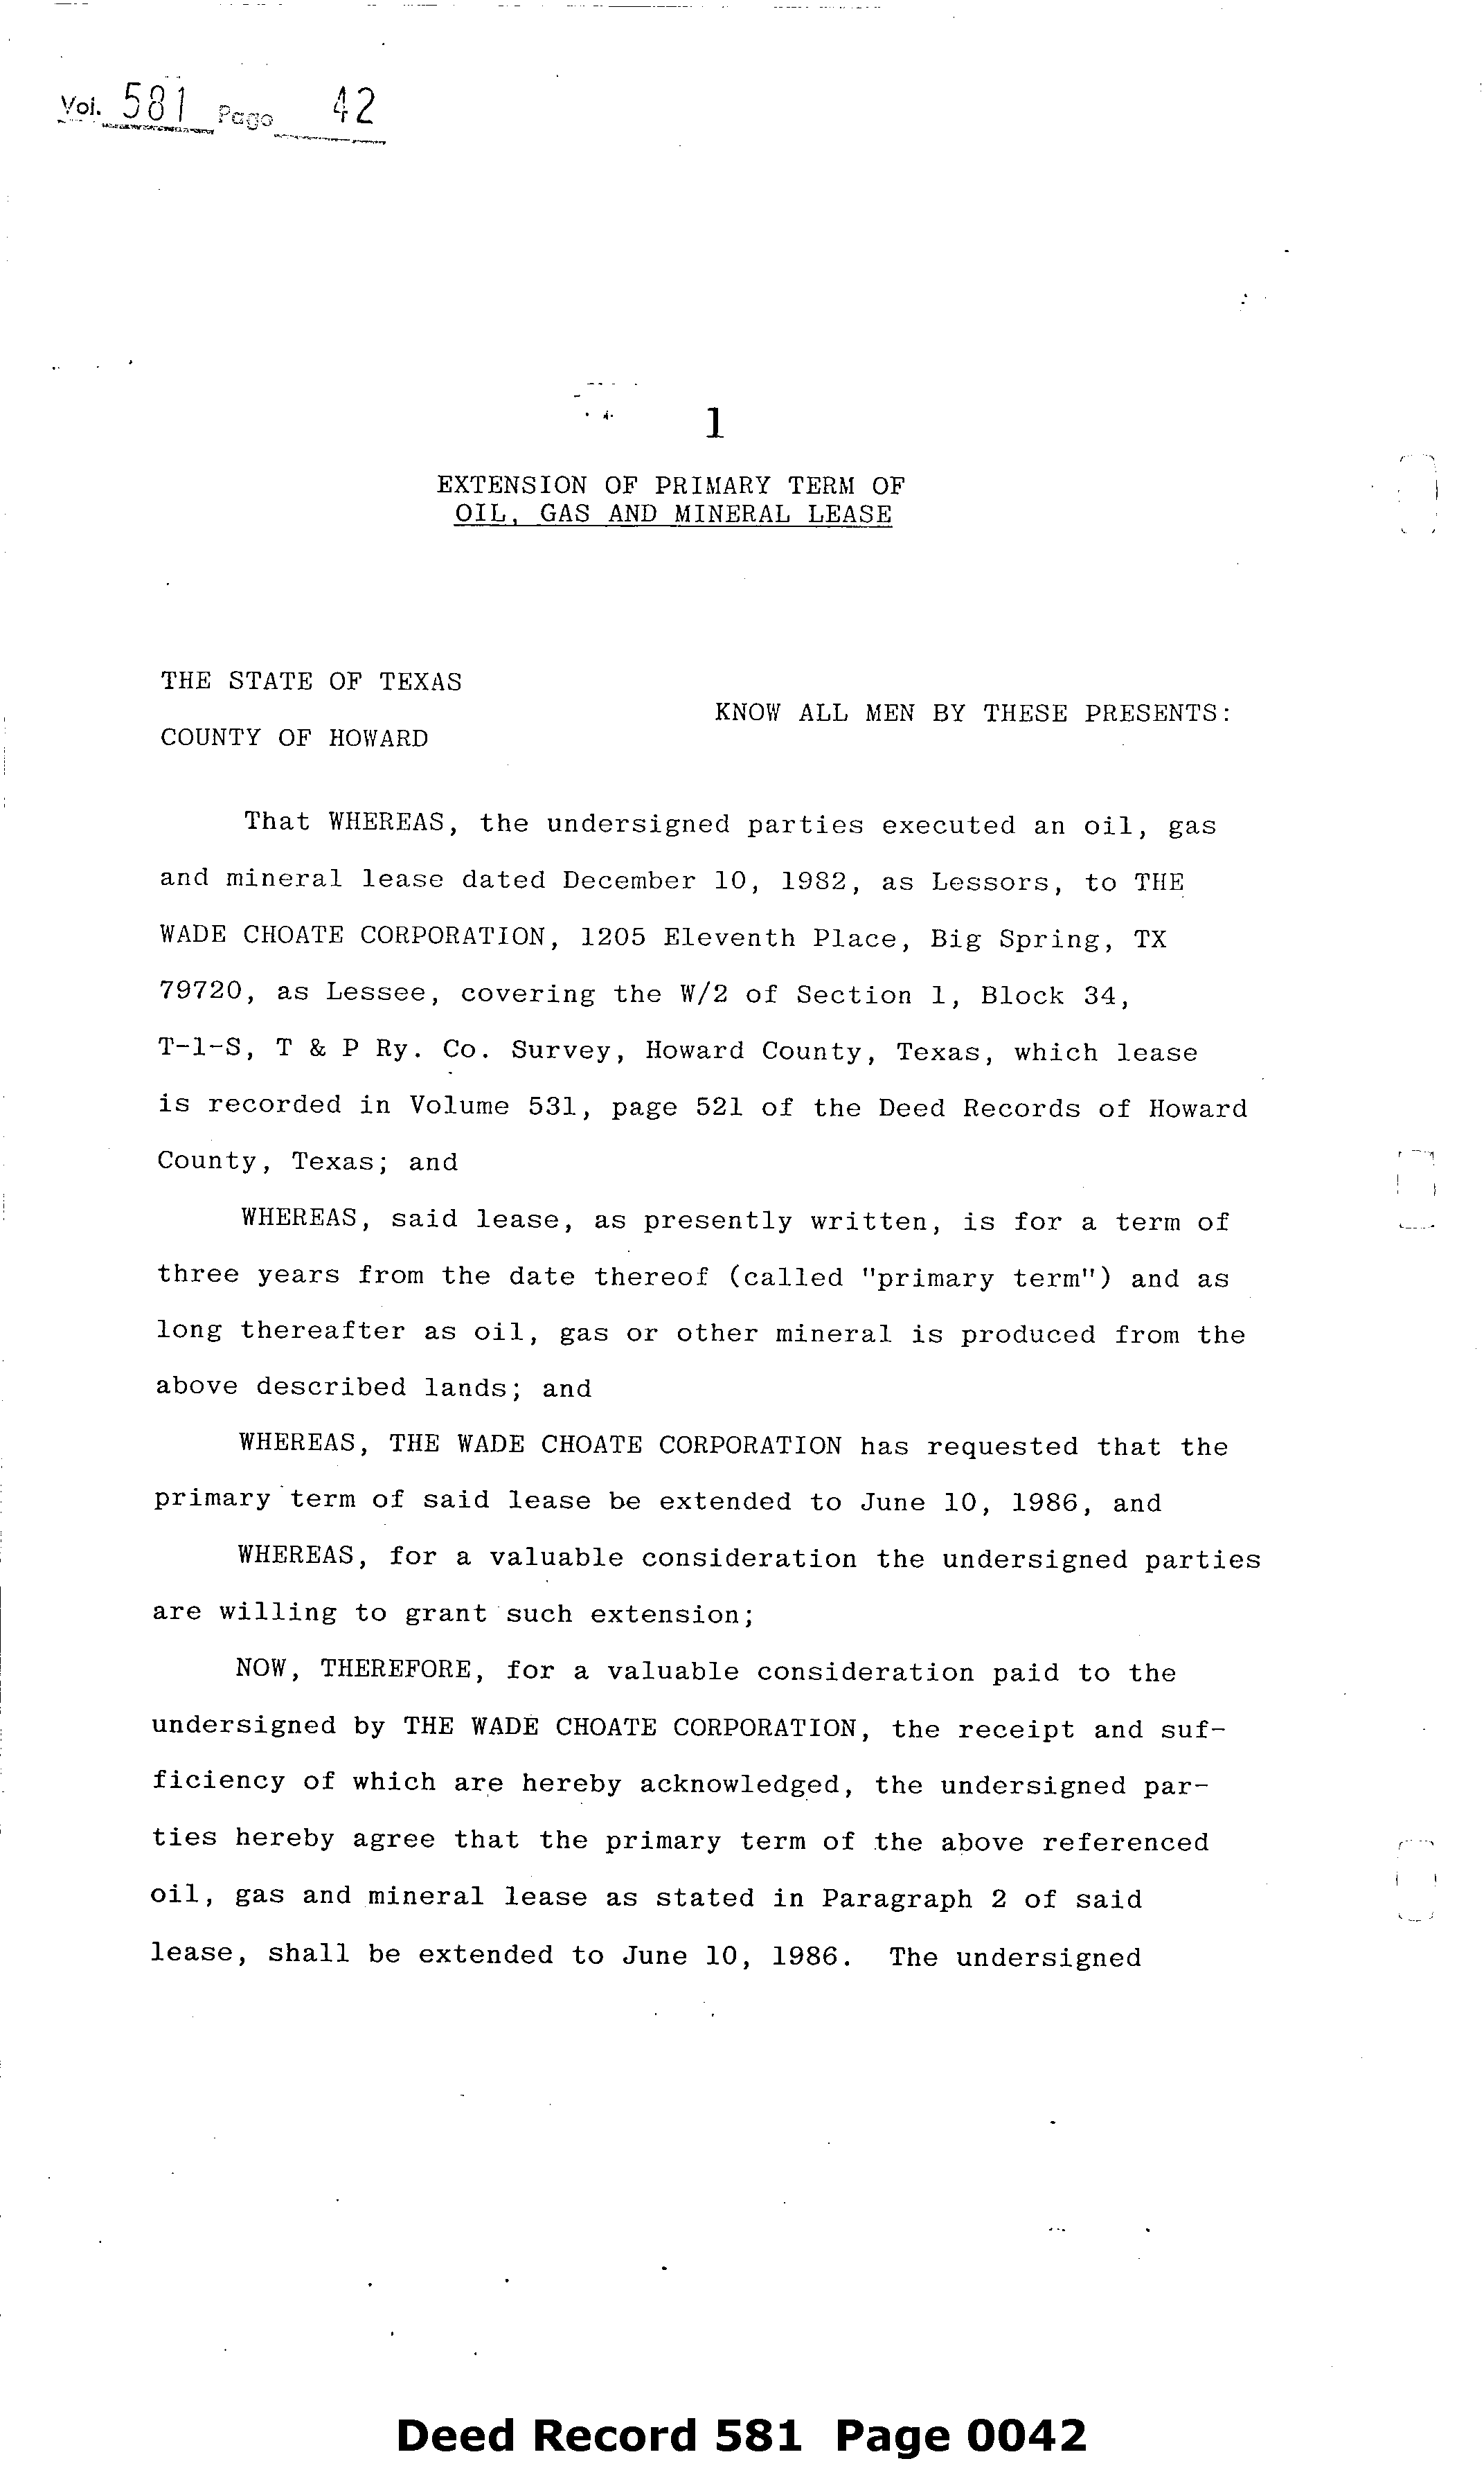 Vol. 581 Page 42
1
EXTENSION OF PRIMARY TERM OF
OIL, GAS AND MINERAL LEASE
THE STATE OF TEXAS
KNOW ALL MEN BY THESE PRESENTS:
COUNTY OF HOWARD
That WHEREAS, the undersigned parties executed an oil, gas
and mineral lease dated December 10, 1982, as Lessors, to THE
WADE CHOATE CORPORATION, 1205 Eleventh Place, Big Spring, TX
79720, as Lessee, covering the W/2 of Section 1, Block 34,
T-1-S, T & P Ry. Co. Survey, Howard County, Texas, which lease
is recorded in Volume 531, page 521 of the Deed Records of Howard
County, Texas; and
WHEREAS, said lease, as presently written, is for a term of
three years from the date thereof (called "primary term") and as
long thereafter as oil, gas or other mineral is produced from the
above described lands; and
WHEREAS, THE WADE CHOATE CORPORATION has requested that the
primary term of said lease be extended to June 10, 1986, and
WHEREAS, for a valuable consideration the undersigned parties
are willing to grant such extension;
NOW, THEREFORE, for a valuable consideration paid to the
undersigned by THE WADE CHOATE CORPORATION, the receipt and suf-
ficiency of which are hereby acknowledged, the undersigned par-
ties hereby agree that the primary term of the above referenced
oil, gas and mineral lease as stated in Paragraph 2 of said
lease, shall be extended to June 10, 1986. The undersigned
Deed Record 581 Page 0042